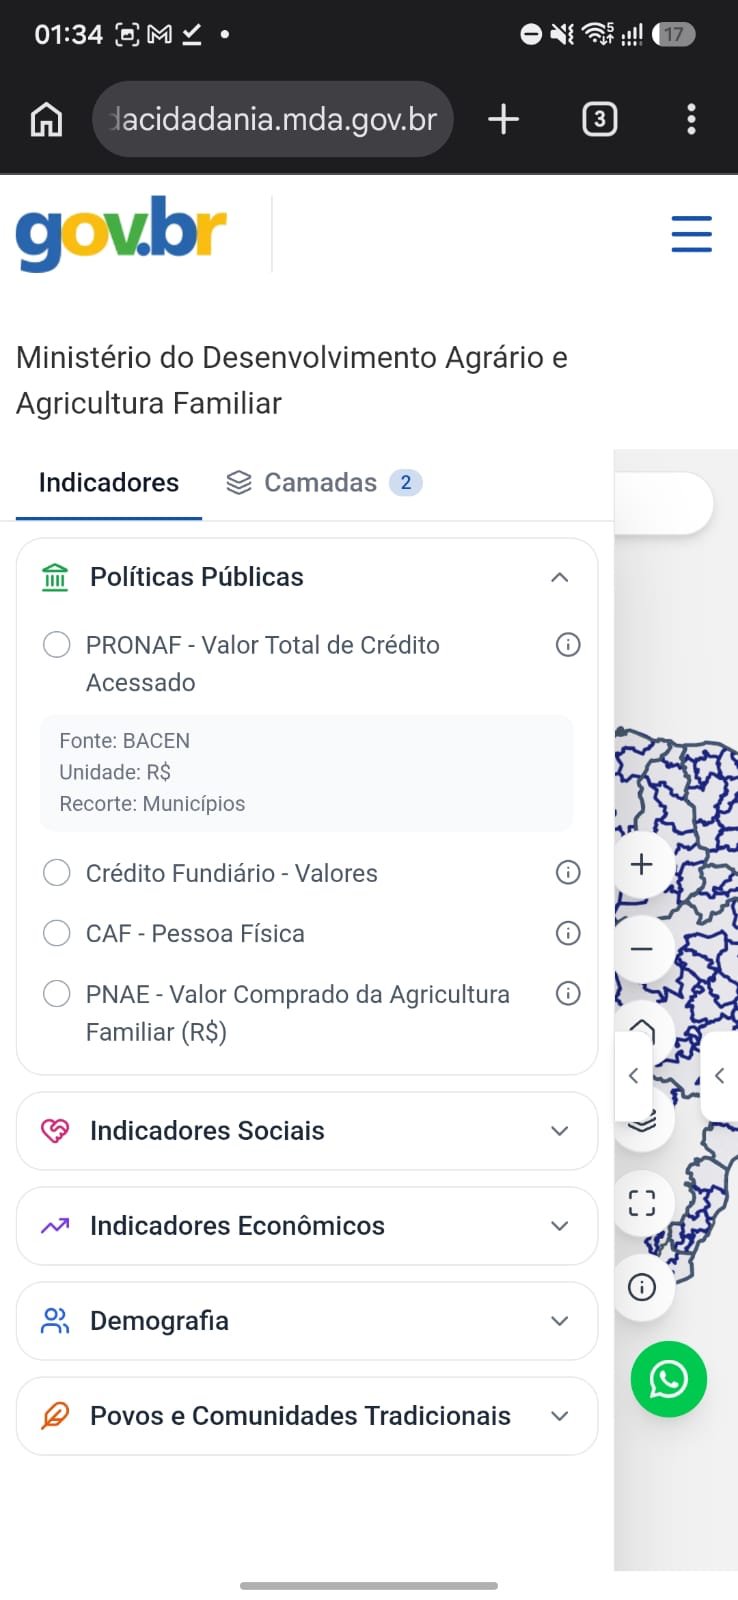 01:34
17
dacidadania.mda.gov.br
3
gov.br
Ministério do Desenvolvimento Agrário e
Agricultura Familiar
Indicadores
Camadas 2
Políticas Públicas
PRONAF - Valor Total de Crédito
Acessado
Fonte: BACEN
Unidade: R$
Recorte: Municípios
Crédito Fundiário - Valores
CAF - Pessoa Física
PNAE - Valor Comprado da Agricultura
Familiar (R$)
Indicadores Sociais
Indicadores Econômicos
Demografia
Povos e Comunidades Tradicionais